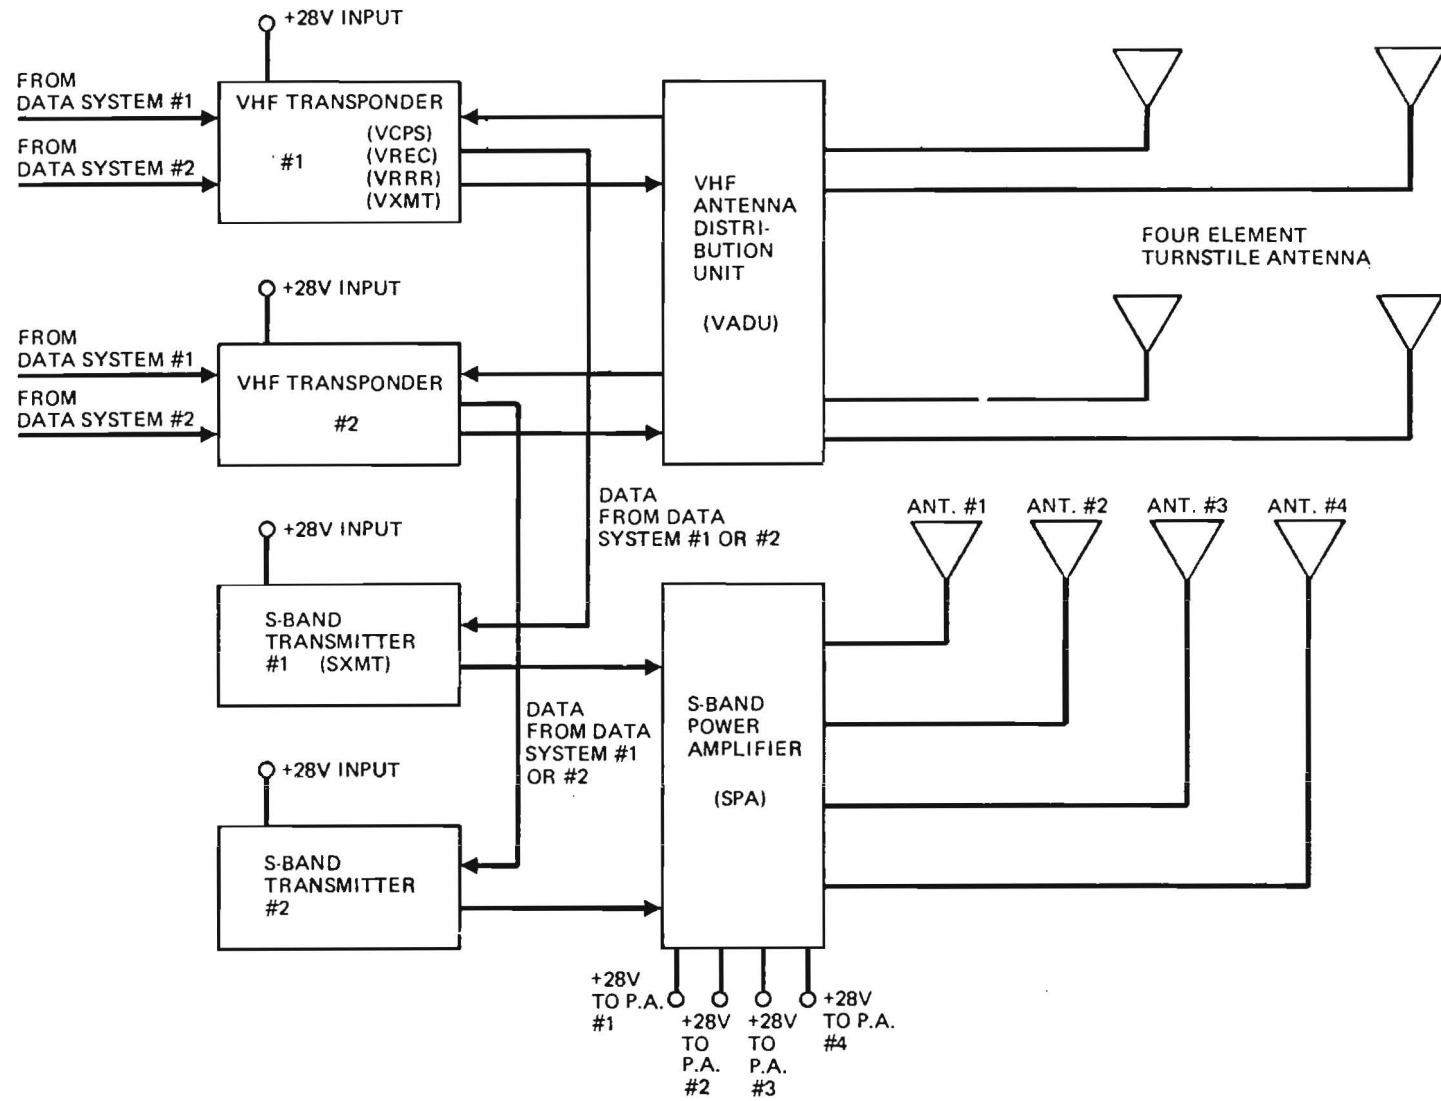 +28V INPUT
FROM
DATA SYSTEM #1
FROM
DATA SYSTEM #2
VHF TRANSPONDER
#1
(VCPS)
(VREC)
(VRRR)
(VXMT)
VHF
ANTENNA
DISTRI-
BUTION
UNIT
(VADU)
FOUR ELEMENT
TURNSTILE ANTENNA
+28V INPUT
FROM
DATA SYSTEM #1
FROM
DATA SYSTEM #2
VHF TRANSPONDER
#2
DATA
FROM DATA
SYSTEM #1 OR #2
ANT. #1
ANT. #2
ANT. #3
ANT. #4
+28V INPUT
S-BAND
TRANSMITTER
#1 (SXMT)
DATA
FROM DATA
SYSTEM #1
OR #2
S-BAND
POWER
AMPLIFIER
(SPA)
+28V INPUT
S-BAND
TRANSMITTER
#2
+28V
TO P.A.
#1
+28V
TO
P.A.
#2
+28V
TO
P.A.
#3
+28V
TO P.A.
#4